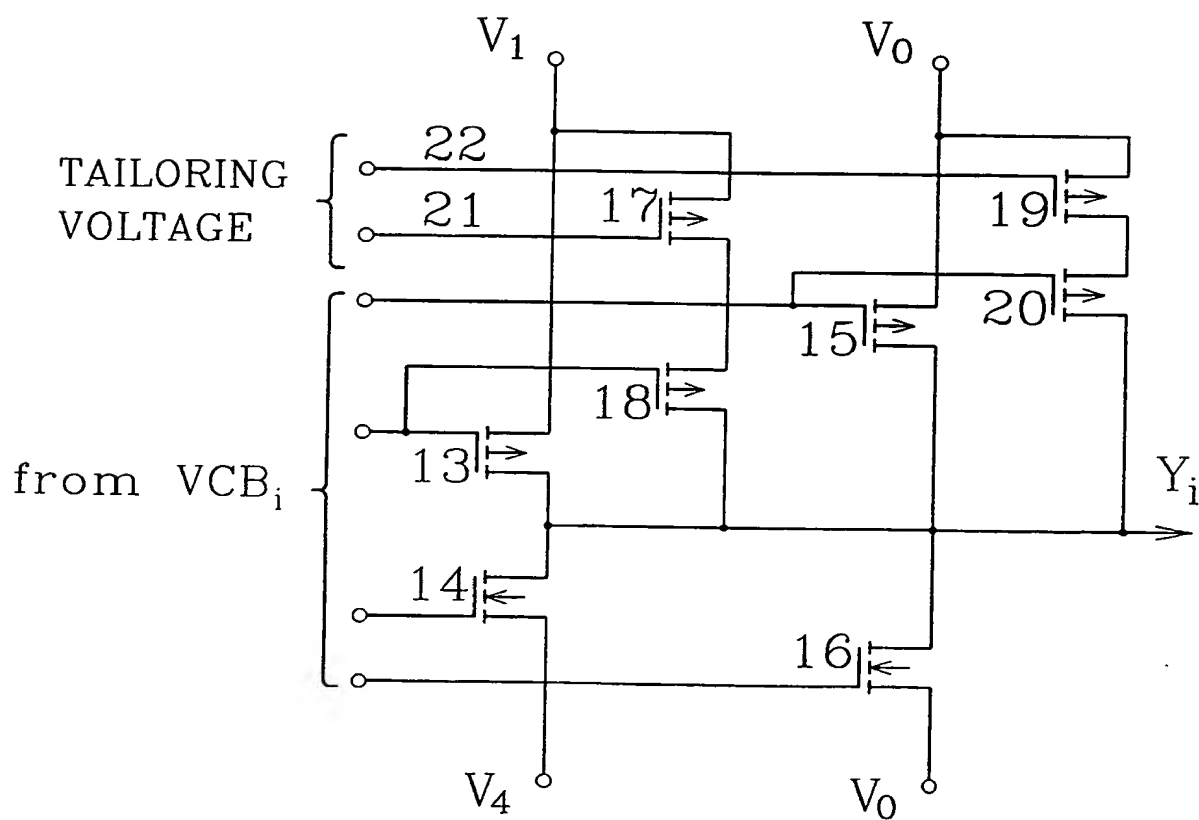 V1
V0
TAILORING
VOLTAGE
22
21
17
19
20
15
18
13
from VCBi
Yi
14
16
V4
V0